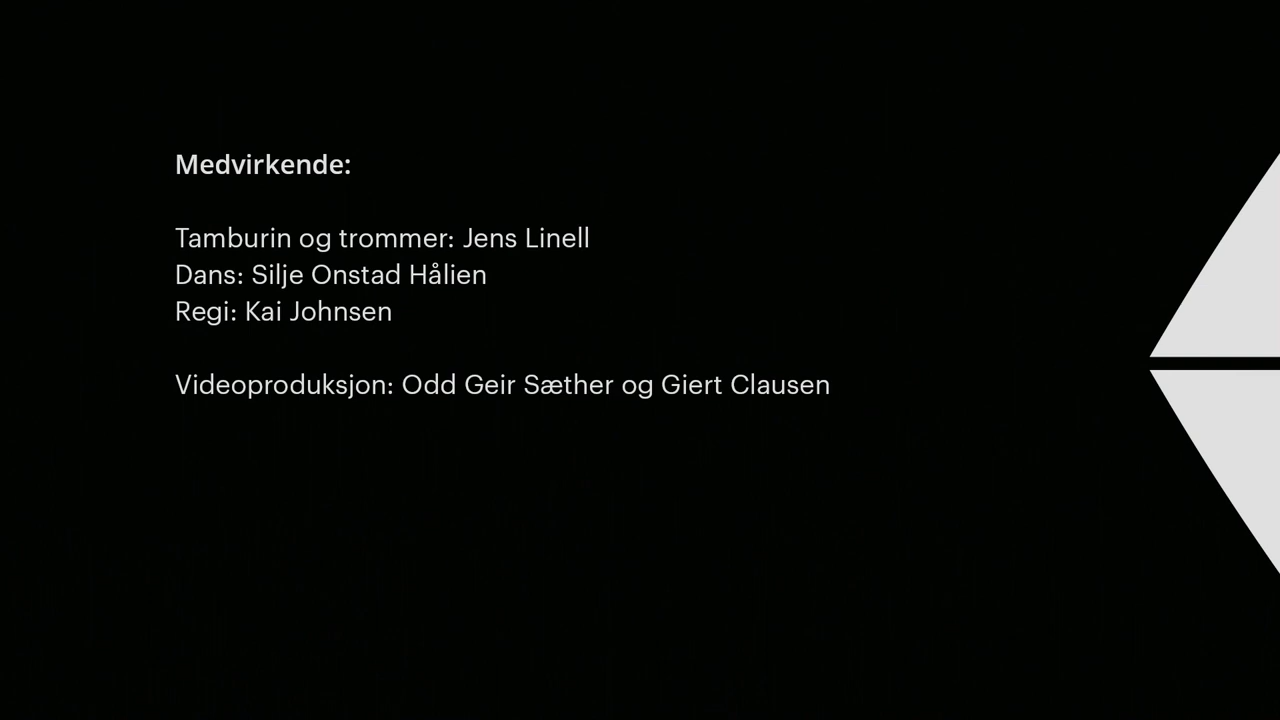 Medvirkende:
Tamburin og trommer: Jens Linell
Dans: Silje Onstad Hålien
Regi: Kai Johnsen
Videoproduksjon: Odd Geir Sæther og Giert Clausen